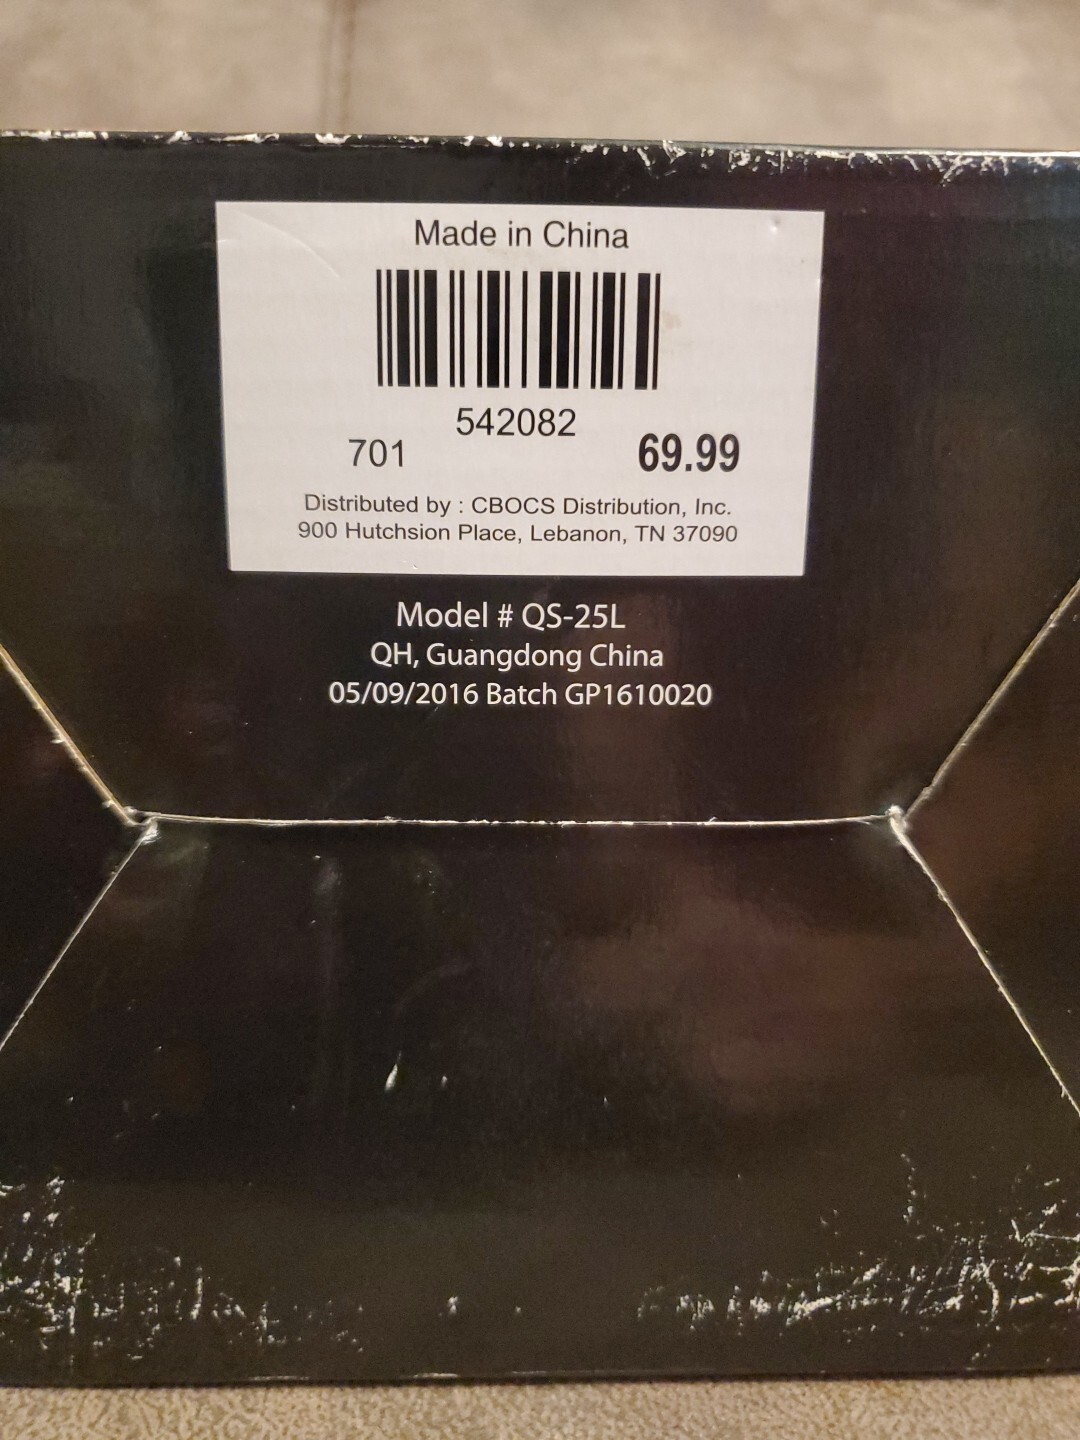 Made in China
542082
701 69.99
Distributed by : CBOCS Distribution, Inc.
900 Hutchsion Place, Lebanon, TN 37090
Model # QS-25L
QH, Guangdong China
05/09/2016 Batch GP1610020